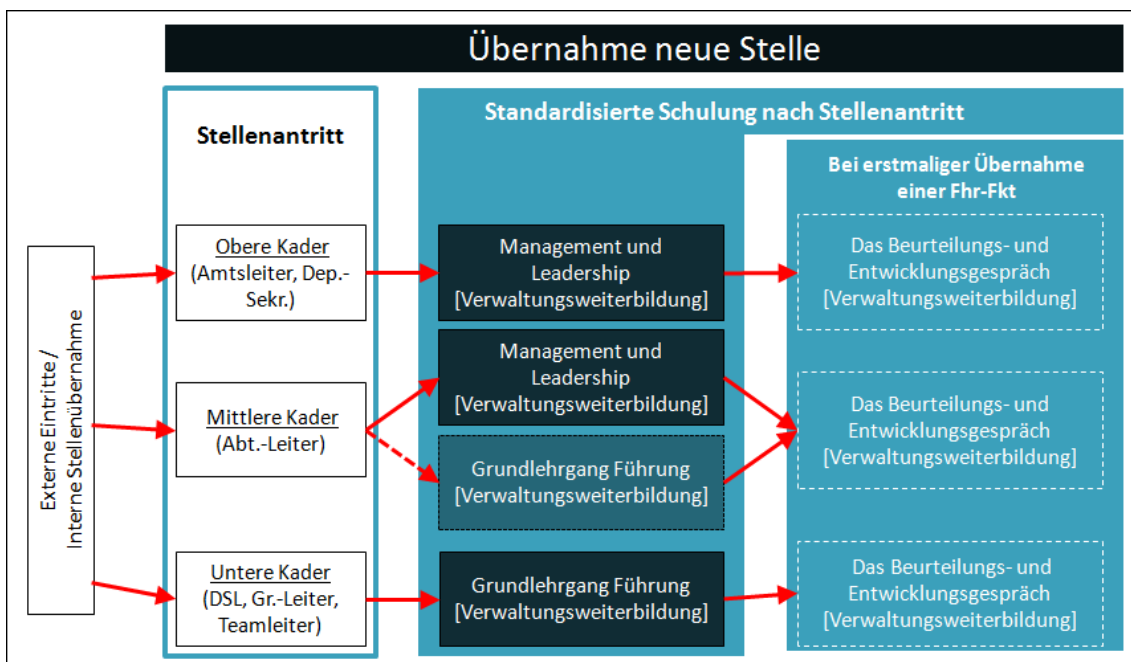 Übernahme neue Stelle
Externe Eintritte /
Interne Stellenübernahme
Stellenantritt
Obere Kader
(Amtsleiter, Dep.-
Sekr.)
Mittlere Kader
(Abt.-Leiter)
Untere Kader
(DSL, Gr.-Leiter,
Teamleiter)
Standardisierte Schulung nach Stellenantritt
Management und
Leadership
[Verwaltungsweiterbildung]
Management und
Leadership
[Verwaltungsweiterbildung]
Grundlehrgang Führung
[Verwaltungsweiterbildung]
Grundlehrgang Führung
[Verwaltungsweiterbildung]
Bei erstmaliger Übernahme
einer Fhr-Fkt
Das Beurteilungs- und
Entwicklungsgespräch
[Verwaltungsweiterbildung]
Das Beurteilungs- und
Entwicklungsgespräch
[Verwaltungsweiterbildung]
Das Beurteilungs- und
Entwicklungsgespräch
[Verwaltungsweiterbildung]